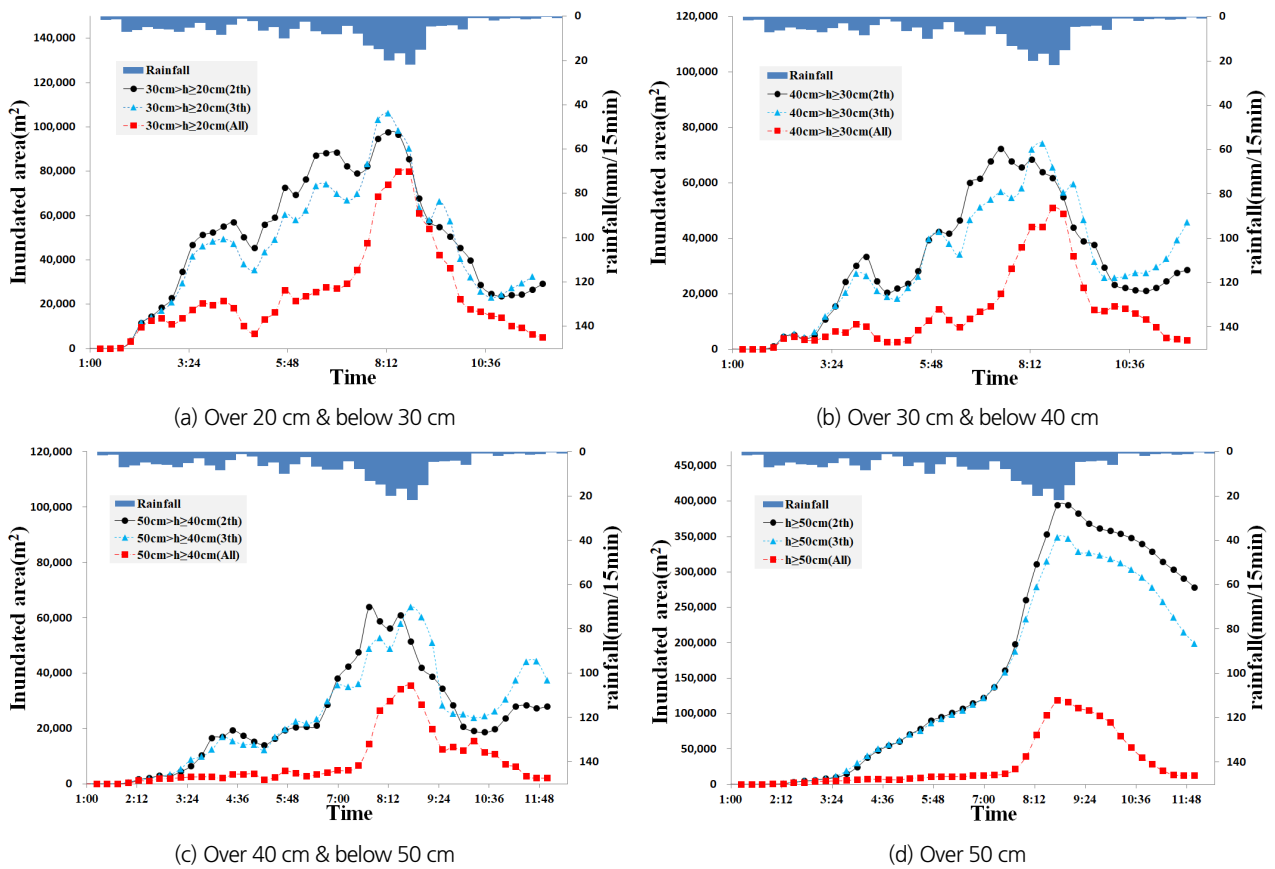 140,000
120,000
100,000
80,000
60,000
40,000
20,000
0
Inundated area(m²)
Rainfall
30cm>h≥20cm(2th)
30cm>h≥20cm(3th)
30cm>h≥20cm(All)
0
20
40
60
80
100
120
140
rainfall(mm/15min)
1:00 3:24 5:48 8:12 10:36
Time
(a) Over 20 cm & below 30 cm
120,000
100,000
80,000
60,000
40,000
20,000
0
Inundated area(m²)
Rainfall
40cm>h≥30cm(2th)
40cm>h≥30cm(3th)
40cm>h≥30cm(All)
0
20
40
60
80
100
120
140
rainfall(mm/15min)
1:00 3:24 5:48 8:12 10:36
Time
(b) Over 30 cm & below 40 cm
120,000
100,000
80,000
60,000
40,000
20,000
0
Inundated area(m²)
Rainfall
50cm>h≥40cm(2th)
50cm>h≥40cm(3th)
50cm>h≥40cm(All)
0
20
40
60
80
100
120
140
rainfall(mm/15min)
1:00 2:12 3:24 4:36 5:48 7:00 8:12 9:24 10:36 11:48
Time
(c) Over 40 cm & below 50 cm
450,000
400,000
350,000
300,000
250,000
200,000
150,000
100,000
50,000
0
Inundated area(m²)
Rainfall
h≥50cm(2th)
h≥50cm(3th)
h≥50cm(All)
0
20
40
60
80
100
120
140
rainfall(mm/15min)
1:00 2:12 3:24 4:36 5:48 7:00 8:12 9:24 10:36 11:48
Time
(d) Over 50 cm